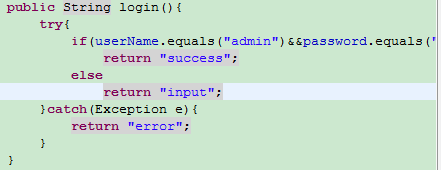 public String login(){
try{
if(userName.equals("admin")&&password.equals("
return "success";
else
return "input";
}catch(Exception e){
return "error";
}
}